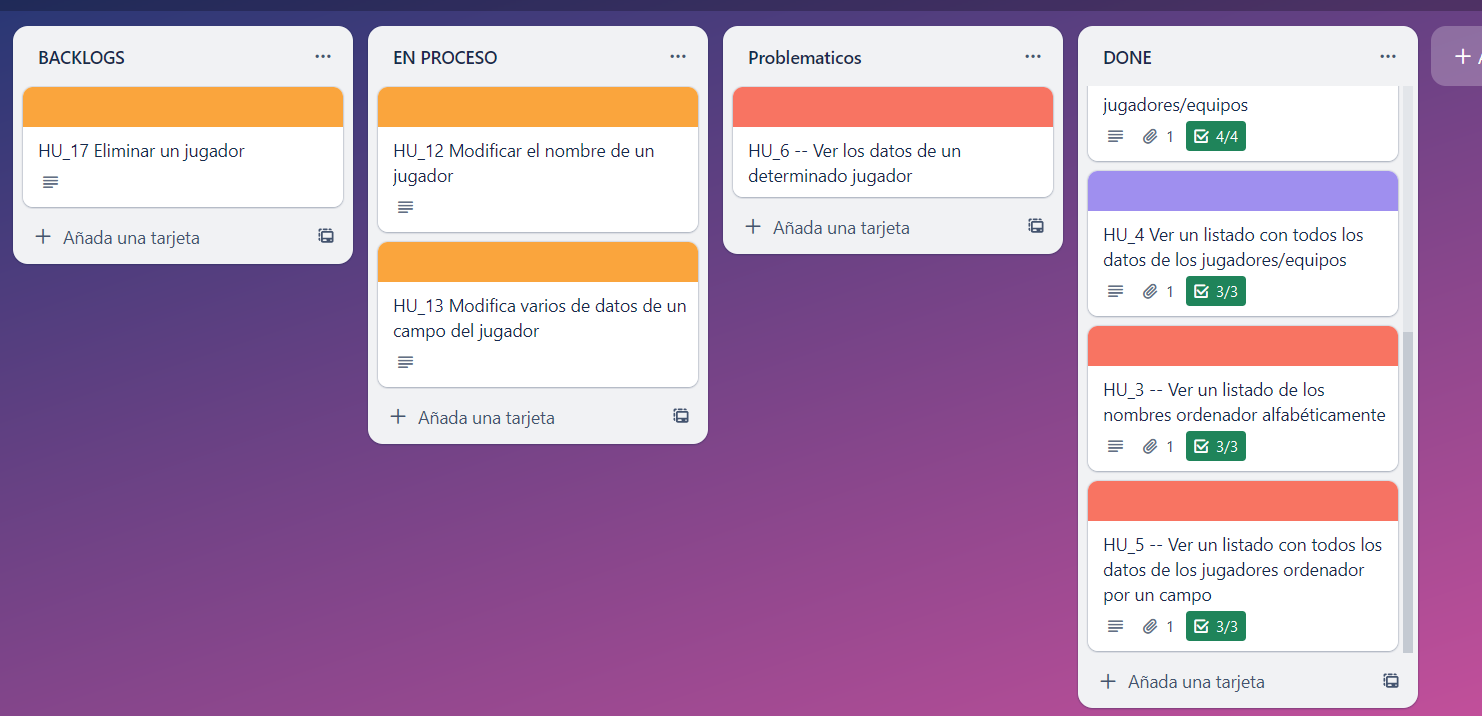 BACKLOGS
HU_17 Eliminar un jugador
Añada una tarjeta
EN PROCESO
HU_12 Modificar el nombre de un
jugador
HU_13 Modifica varios de datos de un
campo del jugador
Añada una tarjeta
Problematicos
HU_6 -- Ver los datos de un
determinado jugador
Añada una tarjeta
DONE
jugadores/equipos
1 4/4
HU_4 Ver un listado con todos los
datos de los jugadores/equipos
1 3/3
HU_3 -- Ver un listado de los
nombres ordenador alfabéticamente
1 3/3
HU_5 -- Ver un listado con todos los
datos de los jugadores ordenador
por un campo
1 3/3
Añada una tarjeta